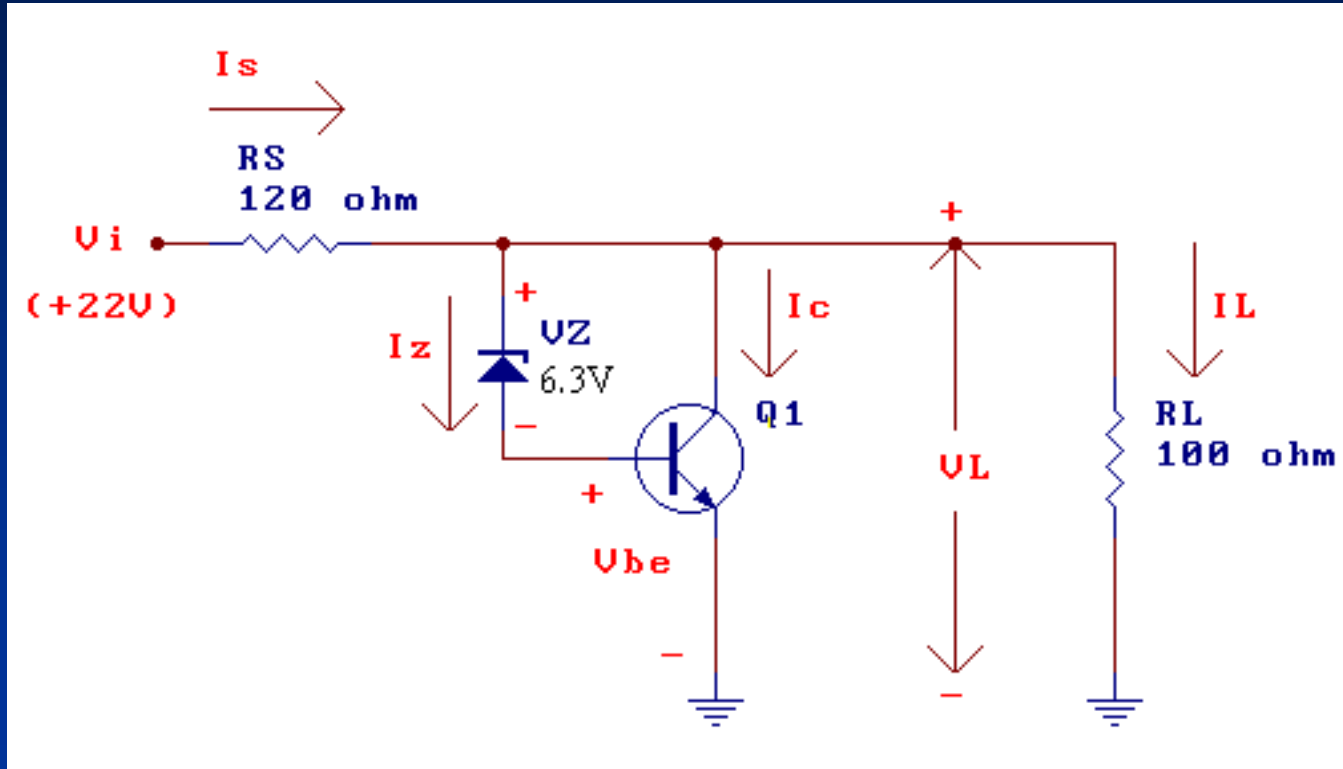 Is
RS
120 ohm
Vi
(+22V)
+
+
Iz
VZ
6.3V
-
Ic
IL
Q1
RL
100 ohm
VL
+
Vbe
-
-